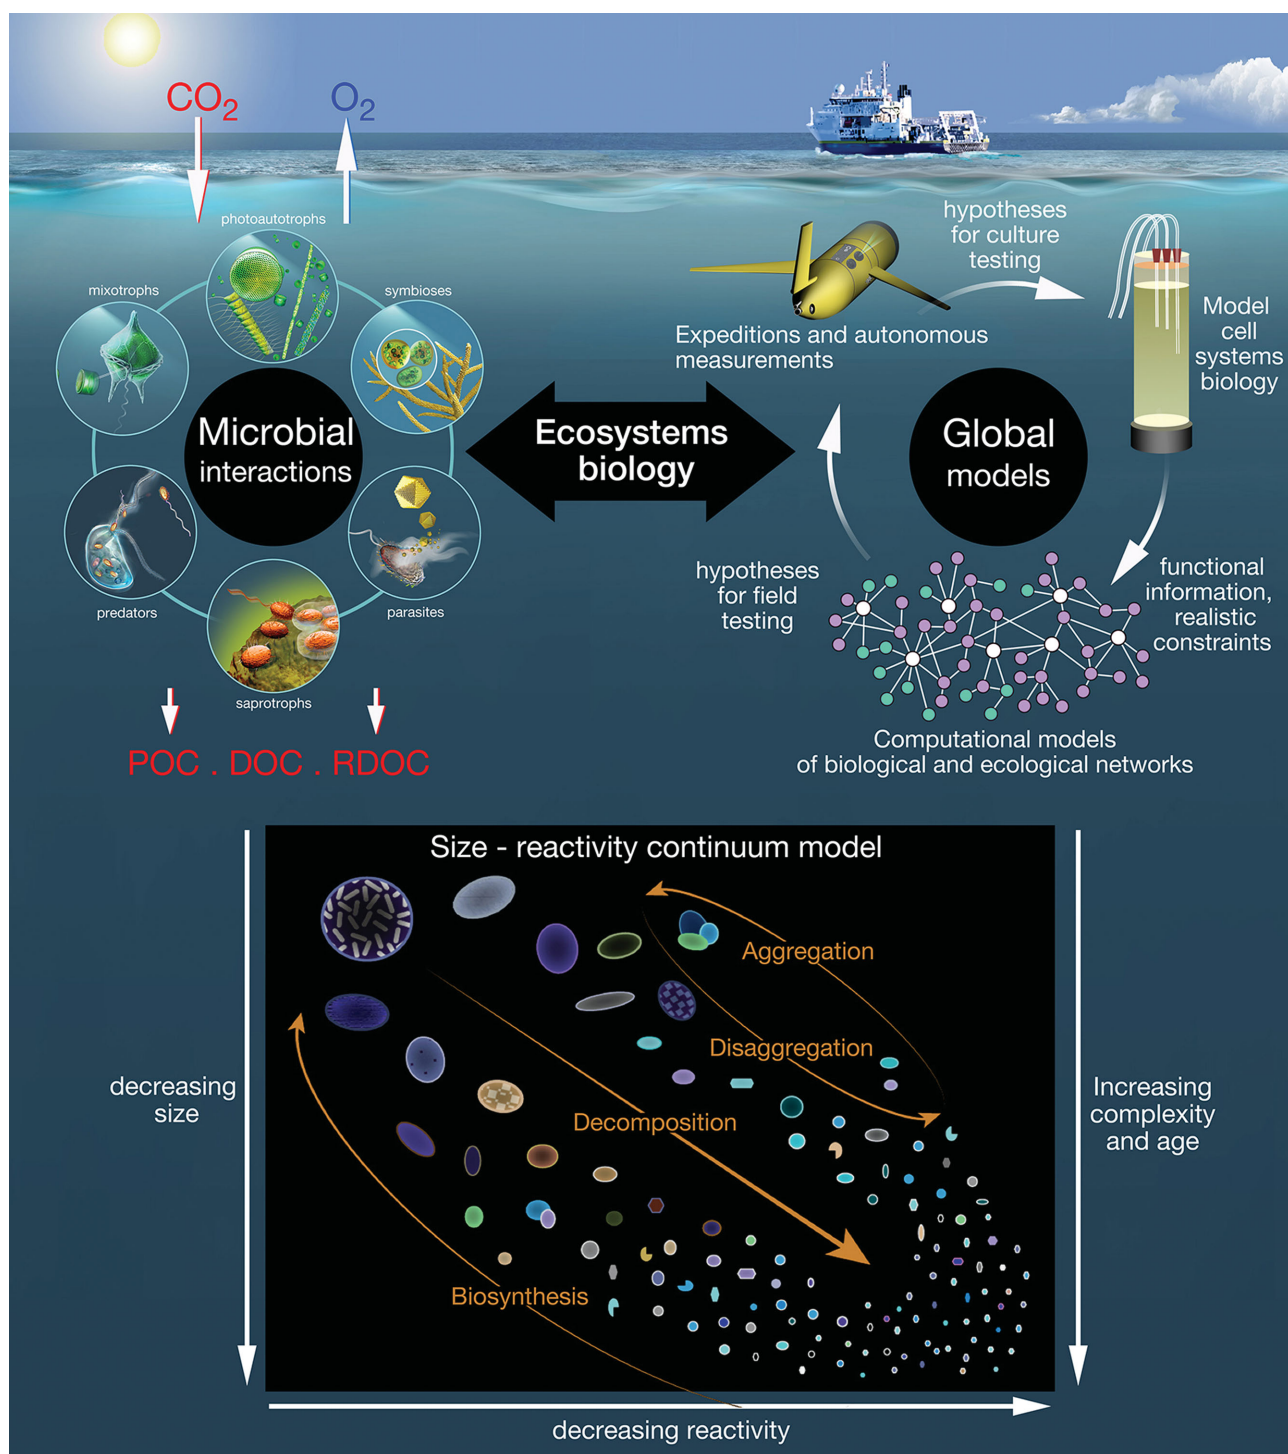 CO2
O2
photoautotrophs
mixotrophs
symbioses
Microbial
interactions
predators
parasites
saprotrophs
POC . DOC . RDOC
Ecosystems
biology
hypotheses
for culture
testing
Expeditions and autonomous
measurements
Model
cell
systems
biology
Global
models
hypotheses
for field
testing
functional
information,
realistic
constraints
Computational models
of biological and ecological networks
Size - reactivity continuum model
Aggregation
Disaggregation
Decomposition
Biosynthesis
decreasing
size
Increasing
complexity
and age
decreasing reactivity